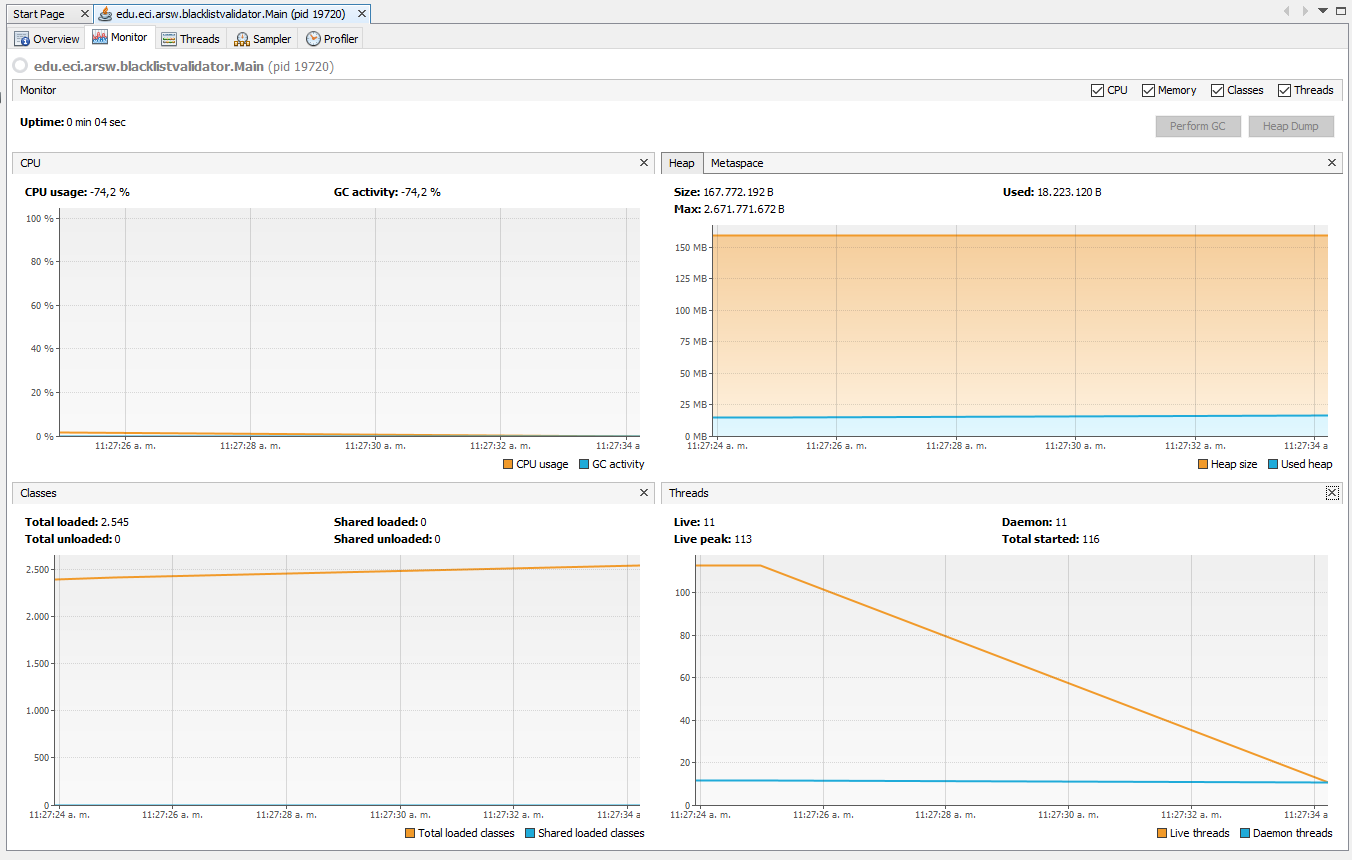 Start Page
edu.eci.arsw.blacklistvalidator.Main (pid 19720)
Overview Monitor Threads Sampler Profiler
edu.eci.arsw.blacklistvalidator.Main (pid 19720)
Monitor CPU Memory Classes Threads
Uptime: 0 min 04 sec Perform GC Heap Dump
CPU
CPU usage: -74,2 % GC activity: -74,2 %
100 %
80 %
60 %
40 %
20 %
0 %
11:27:26 a. m. 11:27:28 a. m. 11:27:30 a. m. 11:27:32 a. m. 11:27:34 a
CPU usage GC activity
Heap Metaspace
Size: 167.772.192 B Used: 18.223.120 B
Max: 2.671.771.672 B
150 MB
125 MB
100 MB
75 MB
50 MB
25 MB
0 MB
11:27:24 a. m. 11:27:26 a. m. 11:27:28 a. m. 11:27:30 a. m. 11:27:32 a. m. 11:27:34 a
Heap size Used heap
Classes
Total loaded: 2.545 Shared loaded: 0
Total unloaded: 0 Shared unloaded: 0
2.500
2.000
1.500
1.000
500
0
11:27:24 a. m. 11:27:26 a. m. 11:27:28 a. m. 11:27:30 a. m. 11:27:32 a. m. 11:27:34 a
Total loaded classes Shared loaded classes
Threads
Live: 11 Daemon: 11
Live peak: 113 Total started: 116
100
80
60
40
20
0
11:27:24 a. m. 11:27:26 a. m. 11:27:28 a. m. 11:27:30 a. m. 11:27:32 a. m. 11:27:34 a
Live threads Daemon threads